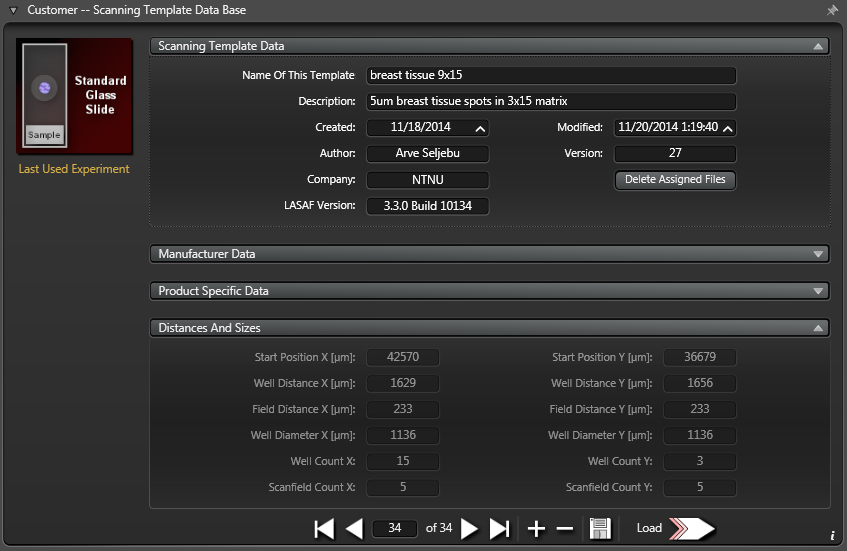 Customer -- Scanning Template Data Base
Standard
Glass
Slide
Sample
Last Used Experiment
Scanning Template Data
Name Of This Template breast tissue 9x15
Description: 5um breast tissue spots in 3x15 matrix
Created: 11/18/2014 Modified: 11/20/2014 1:19:40
Author: Arve Seljebu Version: 27
Company: NTNU Delete Assigned Files
LASAF Version: 3.3.0 Build 10134
Manufacturer Data
Product Specific Data
Distances And Sizes
Start Position X [µm]: 42570 Start Position Y [µm]: 36679
Well Distance X [µm]: 1629 Well Distance Y [µm]: 1656
Field Distance X [µm]: 233 Field Distance Y [µm]: 233
Well Diameter X [µm]: 1136 Well Diameter Y [µm]: 1136
Well Count X: 15 Well Count Y: 3
Scanfield Count X: 5 Scanfield Count Y: 5
34 of 34 Load i